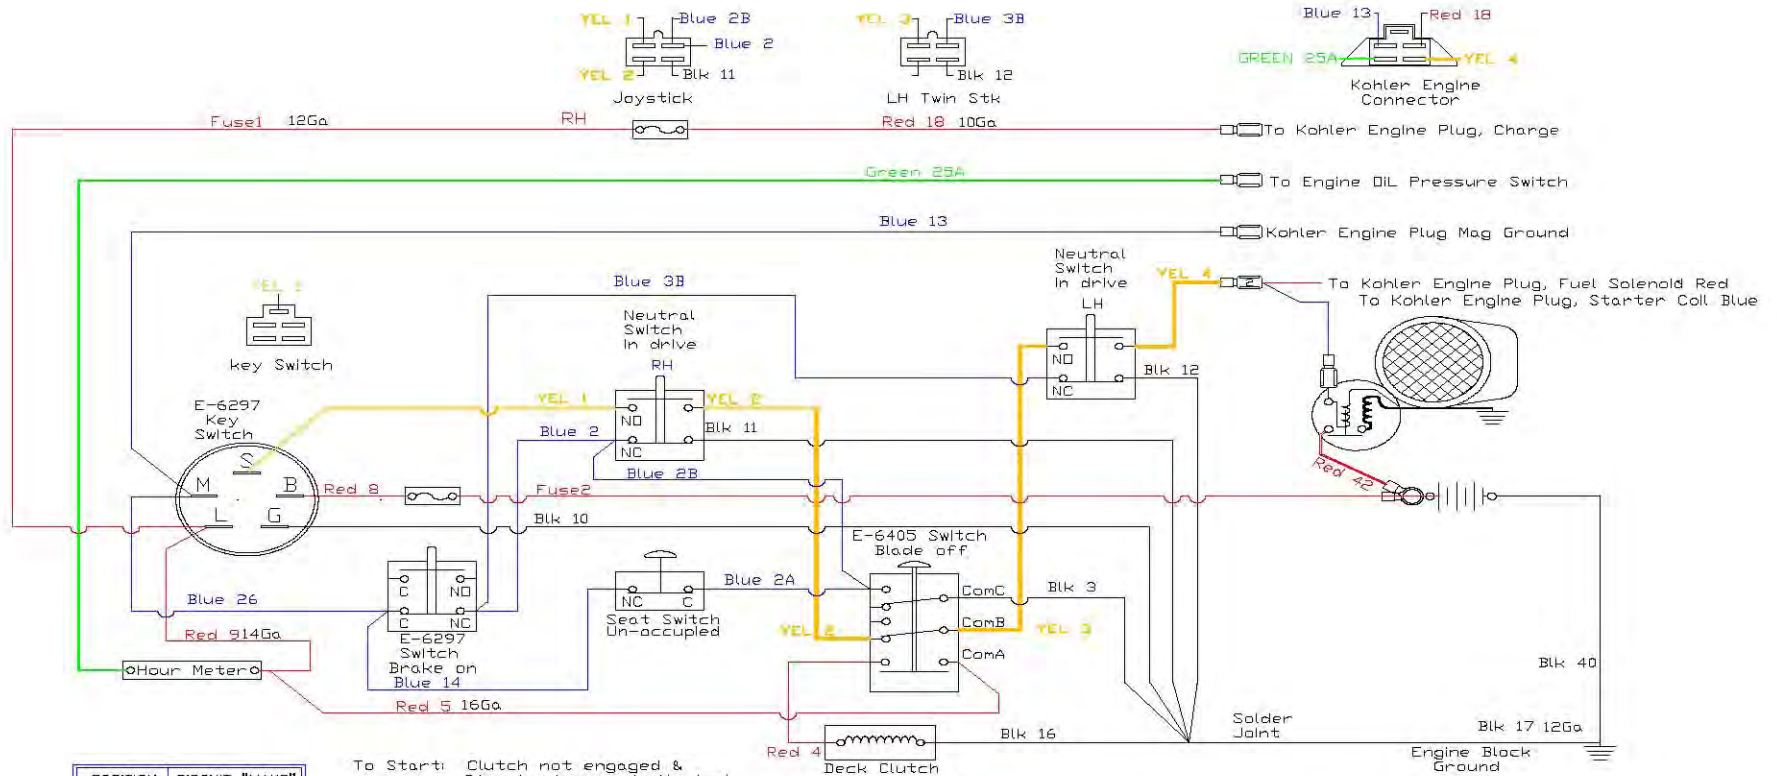 YEL 1 Blue 2B
Blue 2
YEL 2 Blk 11
Joystick
YEL 3 Blue 3B
Blk 12
LH Twin Stk
Blue 13 Red 18
GREEN 25A YEL 4
Kohler Engine
Connector
Fuse1 12Ga RH Red 18 10Ga To Kohler Engine Plug, Charge
Green 25A To Engine OIL Pressure Switch
Blue 13 Kohler Engine Plug Mag Ground
Neutral
Switch
In drive
LH
YEL 4
To Kohler Engine Plug, Fuel Solenoid Red
To Kohler Engine Plug, Starter Coil Blue
NO
NC
Blk 12
Blue 3B
YEL 1
key Switch
Neutral
Switch
In drive
RH
YEL 1 YEL 2
NO
Blue 2 Blk 11
NC
Blue 2B
E-6297
Key
Switch
S
M B
L G
Red 8 Fuse2
Blk 10
Red 42
E-6405 Switch
Blade off
ComC Blk 3
ComB
YEL 2 YEL 3
ComA
Blue 2A
NC C
Seat Switch
Un-accupied
C NO
C NC
E-6297
Switch
Brake on
Blue 14
Blue 26
Red 914Ga
Hour Meter
Red 5 16Ga
Red 4
Deck Clutch
Blk 16
Solder
Joint
Blk 40
Blk 17 12Ga
Engine Block
Ground
POSITION CIRCUIT "MAKE"
To Start: Clutch not engaged &